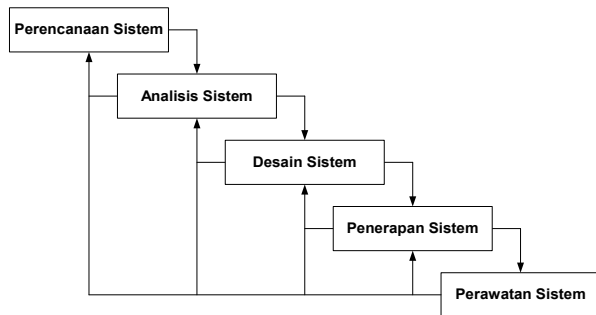 Perencanaan Sistem
Analisis Sistem
Desain Sistem
Penerapan Sistem
Perawatan Sistem